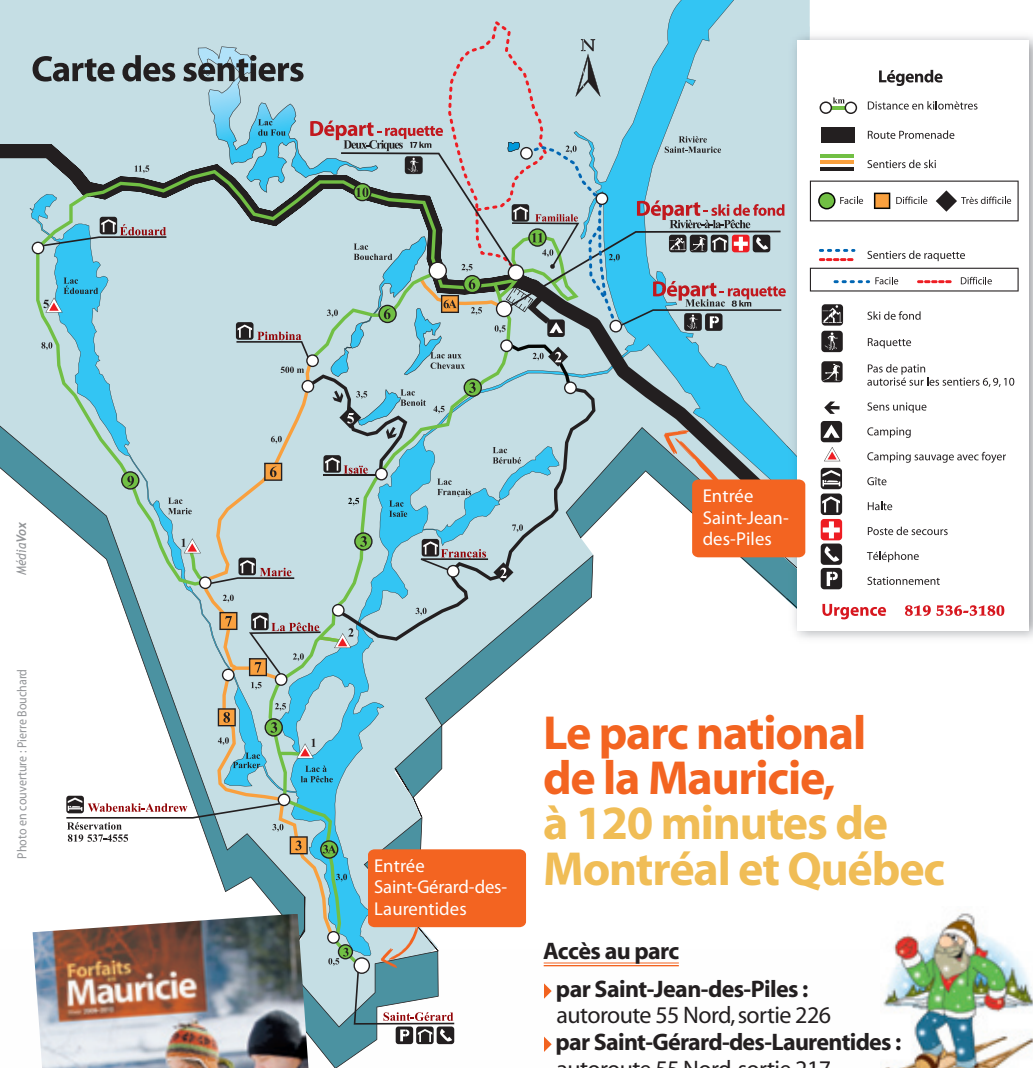 Carte des sentiers
N
Légende
km
Distance en kilomètres
Route Promenade
Sentiers de ski
Facile
Difficile
Très difficile
Sentiers de raquette
Facile
Difficile
Ski de fond
Raquette
Pas de patin
autorisé sur les sentiers 6, 9, 10
Sens unique
Camping
Camping sauvage avec foyer
Gîte
Halte
Poste de secours
Téléphone
P
Stationnement
Urgence 819 536-3180
Lac
du Fou
Départ - raquette
Deux-Criques 17 km
2,0
Rivière
Saint-Maurice
11,5
10
Familiale
11
4,0
Départ - ski de fond
Rivière-à-la-Pêche
Édouard
Lac
Bouchard
2,5
6
2,0
Départ - raquette
Mekinac 8 km
P
Lac
Édouard
5
8,0
6A
2,5
3,0
6
0,5
Pimbina
500 m
Lac aux
Chevaux
2,0
2
3,5
Lac
Benoit
3
4,5
5
6,0
6
Isaïe
Lac
Bérubé
9
Lac
Français
2,5
Lac
Isaïe
7,0
Lac
Marie
Entrée
Saint-Jean-
des-Piles
3
1
Français
2
Marie
2,0
3,0
7
La Pêche
2
7
2,0
1,5
2,5
8
3
4,0
1
Lac
Parker
Lac à
la Pêche
Wabenaki-Andrew
Réservation
819 537-4555
3,0
3
3A
3,0
Entrée
Saint-Gérard-des-
Laurentides
3
0,5
Saint-Gérard
P
MédiaVox
Photo en couverture : Pierre Bouchard
Le parc national
de la Mauricie,
à 120 minutes de
Montréal et Québec
Accès au parc
par Saint-Jean-des-Piles :
autoroute 55 Nord, sortie 226
par Saint-Gérard-des-Laurentides :
autoroute 55 Nord, sortie 217
Forfaits
Mauricie